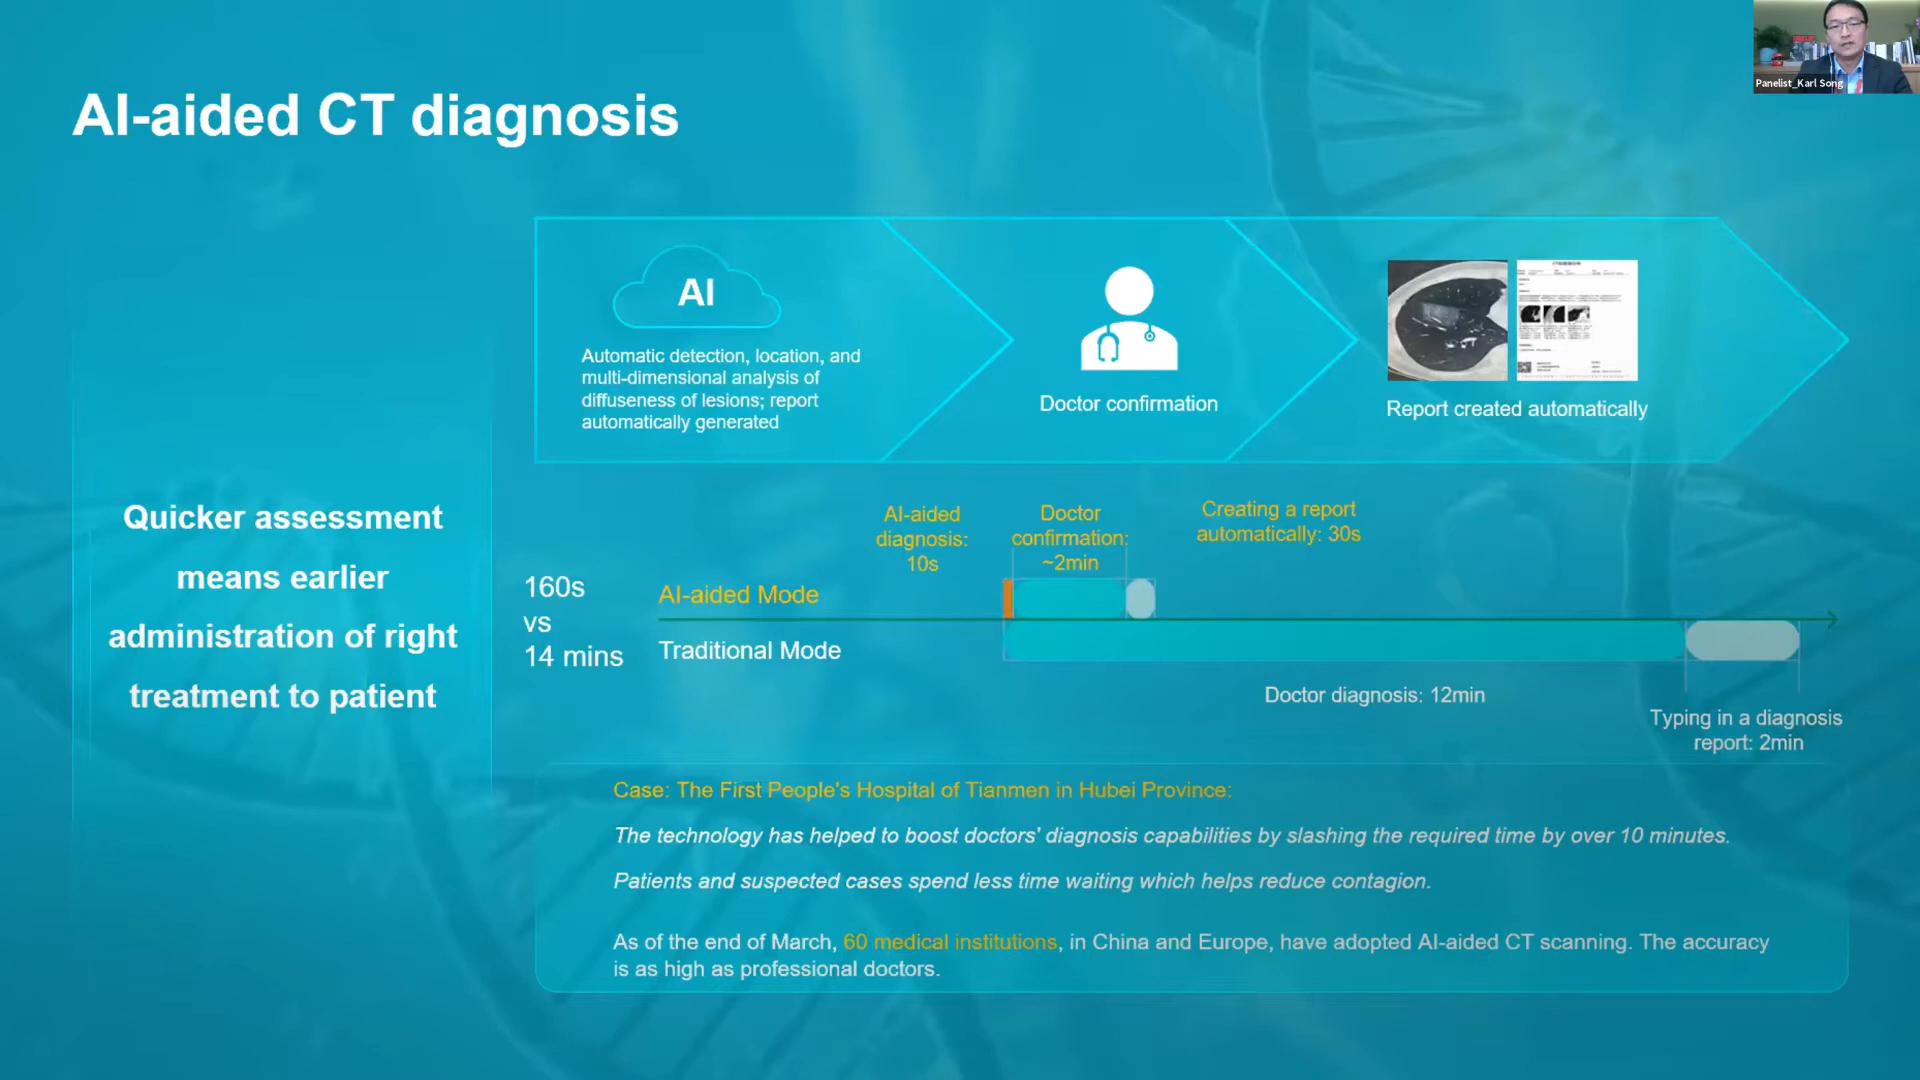 Panelist_Karl Song
AI-aided CT diagnosis
AI
Automatic detection, location, and
multi-dimensional analysis of
diffuseness of lesions; report
automatically generated
Doctor confirmation
Report created automatically
Quicker assessment
means earlier
administration of right
treatment to patient
160s
vs
14 mins
AI-aided
diagnosis:
10s
Doctor
confirmation:
~2min
Creating a report
automatically: 30s
AI-aided Mode
Traditional Mode
Doctor diagnosis: 12min
Typing in a diagnosis
report: 2min
Case: The First People's Hospital of Tianmen in Hubei Province:
The technology has helped to boost doctors' diagnosis capabilities by slashing the required time by over 10 minutes.
Patients and suspected cases spend less time waiting which helps reduce contagion.
As of the end of March, 60 medical institutions, in China and Europe, have adopted AI-aided CT scanning. The accuracy
is as high as professional doctors.